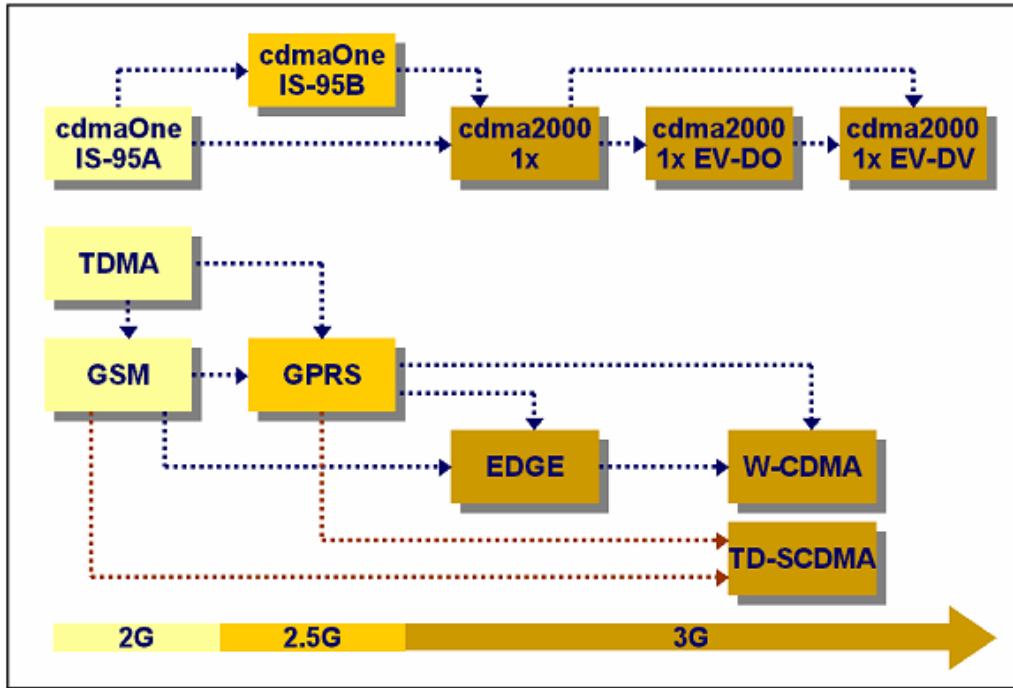 cdmaOne
IS-95B
cdmaOne
IS-95A
cdma2000
1x
cdma2000
1x EV-DO
cdma2000
1x EV-DV
TDMA
GSM
GPRS
EDGE
W-CDMA
TD-SCDMA
2G
2.5G
3G